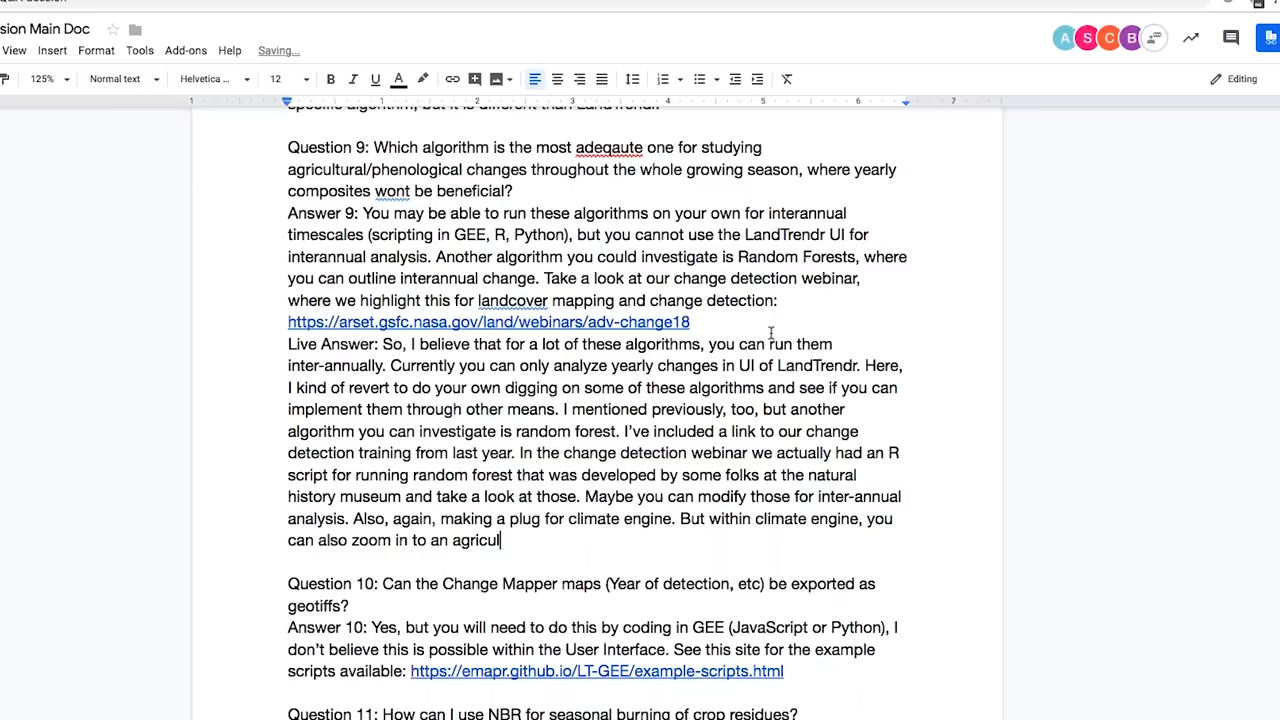 sion Main Doc
View Insert Format Tools Add-ons Help Saving...
A S C B
125% Normal text Helvetica ... 12 B I U A Editing
1 1 2 3 4 5 6 7
specific algorithm, but it is different than LandTrendr.
Question 9: Which algorithm is the most adeqaute one for studying
agricultural/phenological changes throughout the whole growing season, where yearly
composites wont be beneficial?
Answer 9: You may be able to run these algorithms on your own for interannual
timescales (scripting in GEE, R, Python), but you cannot use the LandTrendr UI for
interannual analysis. Another algorithm you could investigate is Random Forests, where
you can outline interannual change. Take a look at our change detection webinar,
where we highlight this for landcover mapping and change detection:
https://arset.gsfc.nasa.gov/land/webinars/adv-change18
Live Answer: So, I believe that for a lot of these algorithms, you can run them
inter-annually. Currently you can only analyze yearly changes in UI of LandTrendr. Here,
I kind of revert to do your own digging on some of these algorithms and see if you can
implement them through other means. I mentioned previously, too, but another
algorithm you can investigate is random forest. I've included a link to our change
detection training from last year. In the change detection webinar we actually had an R
script for running random forest that was developed by some folks at the natural
history museum and take a look at those. Maybe you can modify those for inter-annual
analysis. Also, again, making a plug for climate engine. But within climate engine, you
can also zoom in to an agricul
Question 10: Can the Change Mapper maps (Year of detection, etc) be exported as
geotiffs?
Answer 10: Yes, but you will need to do this by coding in GEE (JavaScript or Python), I
don't believe this is possible within the User Interface. See this site for the example
scripts available: https://emapr.github.io/LT-GEE/example-scripts.html
Question 11: How can I use NBR for seasonal burning of crop residues?